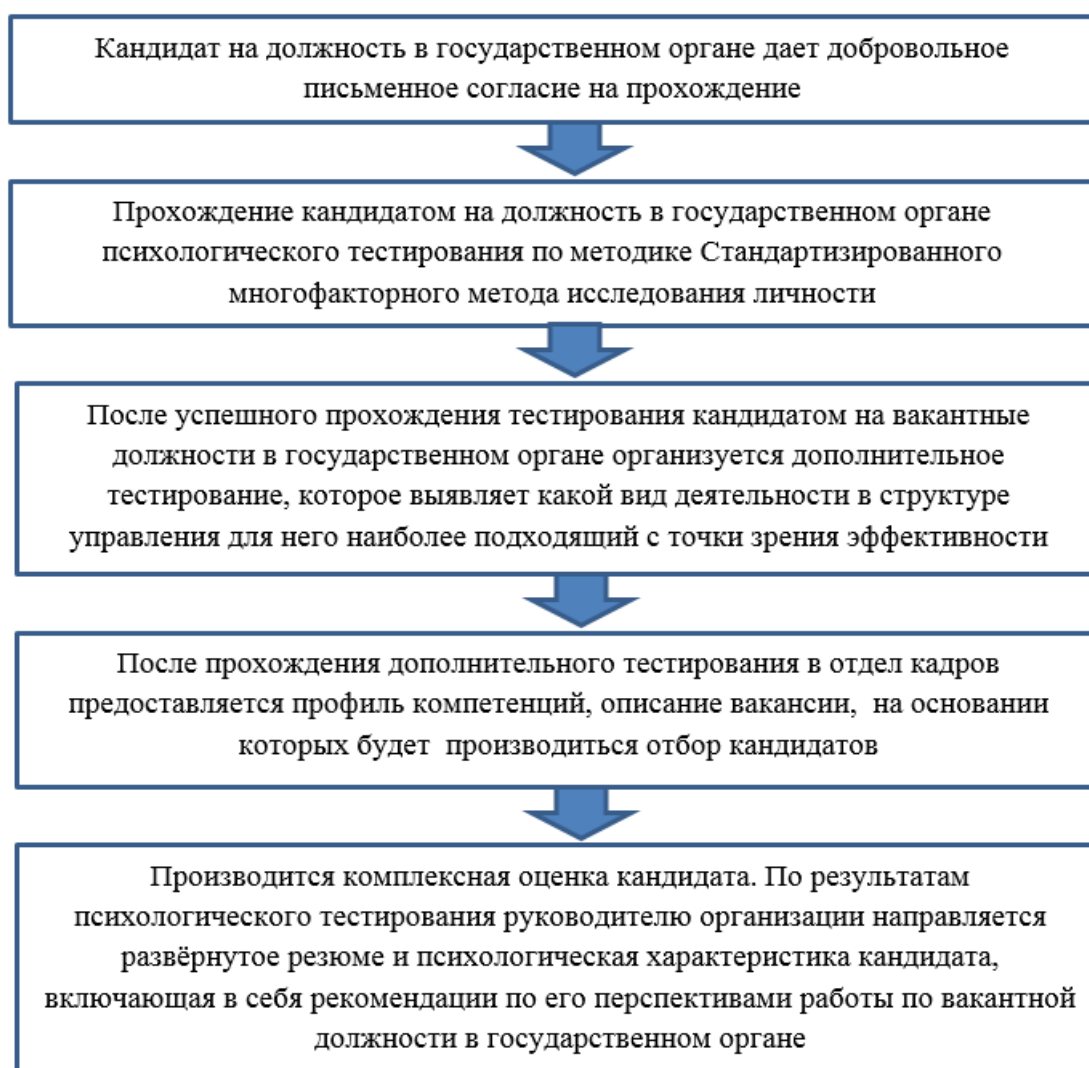 Кандидат на должность в государственном органе дает добровольное
письменное согласие на прохождение
Прохождение кандидатом на должность в государственном органе
психологического тестирования по методике Стандартизированного
многофакторного метода исследования личности
После успешного прохождения тестирования кандидатом на вакантные
должности в государственном органе организуется дополнительное
тестирование, которое выявляет какой вид деятельности в структуре
управления для него наиболее подходящий с точки зрения эффективности
После прохождения дополнительного тестирования в отдел кадров
предоставляется профиль компетенций, описание вакансии,  на основании
которых будет  производиться отбор кандидатов
Производится комплексная оценка кандидата. По результатам
психологического тестирования руководителю организации направляется
развёрнутое резюме и психологическая характеристика кандидата,
включающая в себя рекомендации по его перспективами работы по вакантной
должности в государственном органе